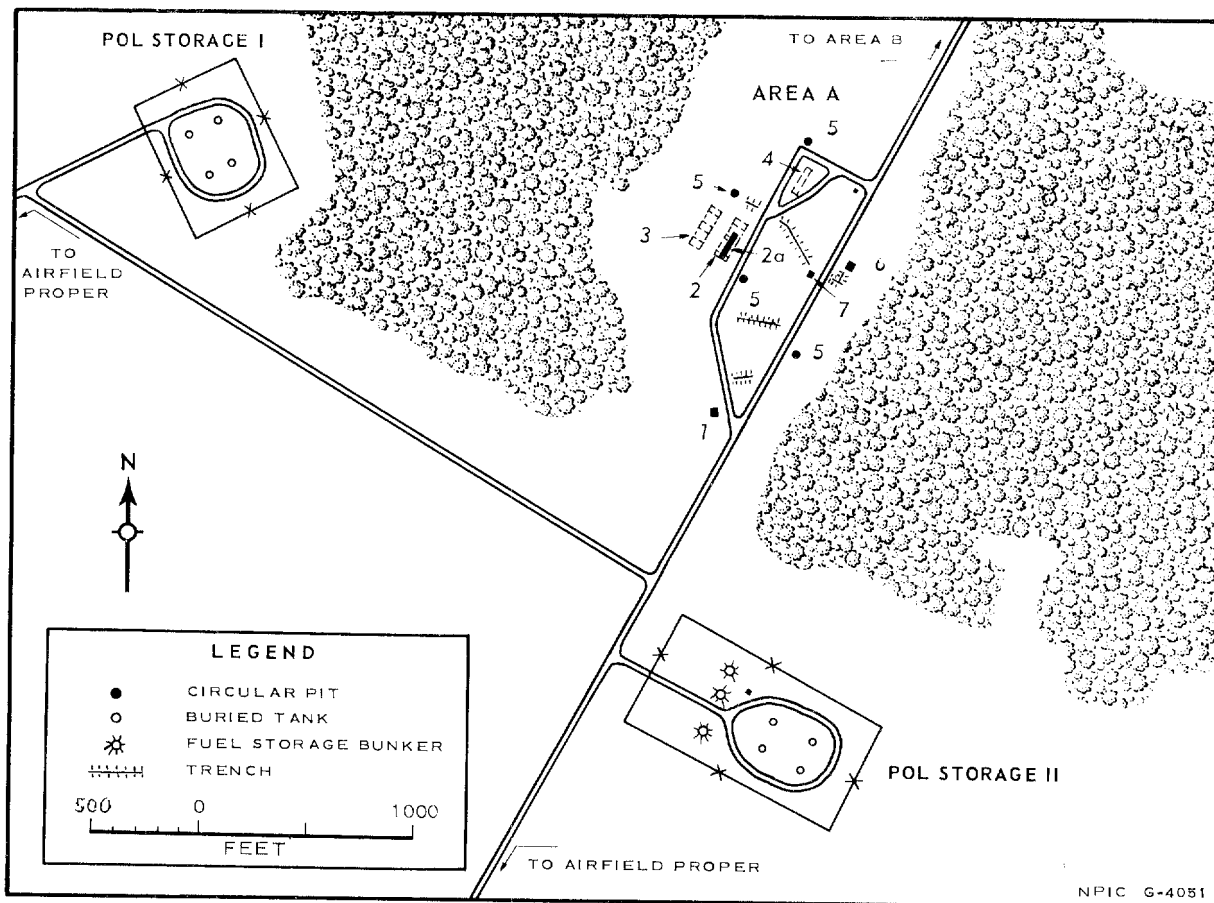 POL STORAGE I
TO AREA B
AREA A
5
4
5
3
2a
2
6
7
5
5
1
TO
AIRFIELD
PROPER
N
LEGEND
CIRCULAR PIT
BURIED TANK
FUEL STORAGE BUNKER
TRENCH
500 0 1000
FEET
POL STORAGE II
TO AIRFIELD PROPER
NPIC G-4051